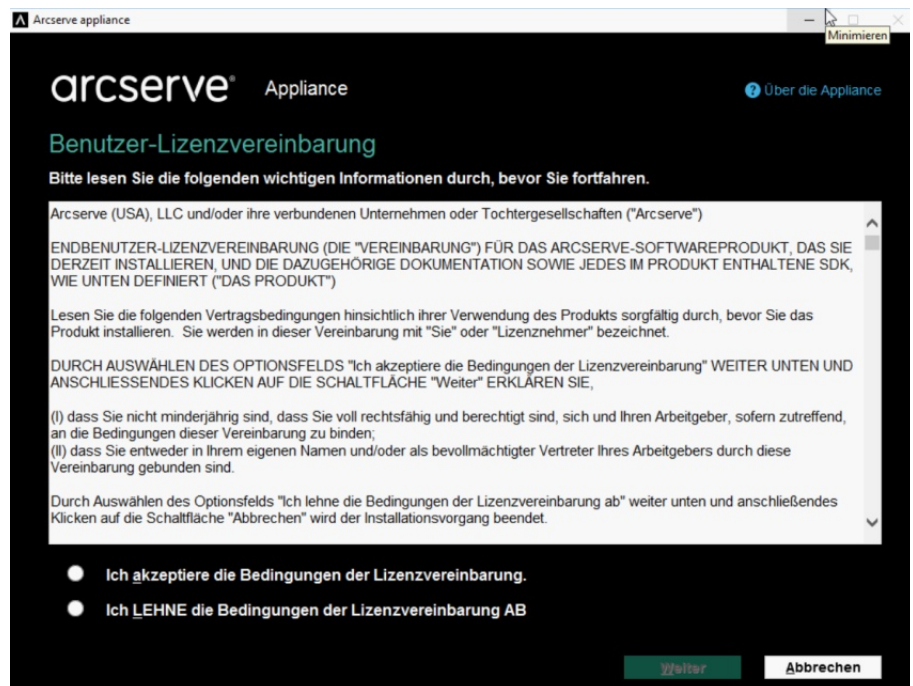 Arcserve appliance
Minimieren
arcserve® Appliance
? Über die Appliance
Benutzer-Lizenzvereinbarung
Bitte lesen Sie die folgenden wichtigen Informationen durch, bevor Sie fortfahren.
Arcserve (USA), LLC und/oder ihre verbundenen Unternehmen oder Tochtergesellschaften ("Arcserve")
ENDBENUTZER-LIZENZVEREINBARUNG (DIE "VEREINBARUNG") FÜR DAS ARCSERVE-SOFTWAREPRODUKT, DAS SIE
DERZEIT INSTALLIEREN, UND DIE DAZUGEHÖRIGE DOKUMENTATION SOWIE JEDES IM PRODUKT ENTHALTENE SDK,
WIE UNTEN DEFINIERT ("DAS PRODUKT")
Lesen Sie die folgenden Vertragsbedingungen hinsichtlich ihrer Verwendung des Produkts sorgfältig durch, bevor Sie das
Produkt installieren.  Sie werden in dieser Vereinbarung mit "Sie" oder "Lizenznehmer" bezeichnet.
DURCH AUSWÄHLEN DES OPTIONSFELDS "Ich akzeptiere die Bedingungen der Lizenzvereinbarung" WEITER UNTEN UND
ANSCHLIESSENDES KLICKEN AUF DIE SCHALTFLÄCHE "Weiter" ERKLÄREN SIE,
(I) dass Sie nicht minderjährig sind, dass Sie voll rechtsfähig und berechtigt sind, sich und Ihren Arbeitgeber, sofern zutreffend,
an die Bedingungen dieser Vereinbarung zu binden;
(II) dass Sie entweder in Ihrem eigenen Namen und/oder als bevollmächtigter Vertreter Ihres Arbeitgebers durch diese
Vereinbarung gebunden sind.
Durch Auswählen des Optionsfelds "Ich lehne die Bedingungen der Lizenzvereinbarung ab" weiter unten und anschließendes
Klicken auf die Schaltfläche "Abbrechen" wird der Installationsvorgang beendet.
Ich akzeptiere die Bedingungen der Lizenzvereinbarung.
Ich LEHNE die Bedingungen der Lizenzvereinbarung AB
Weiter
Abbrechen